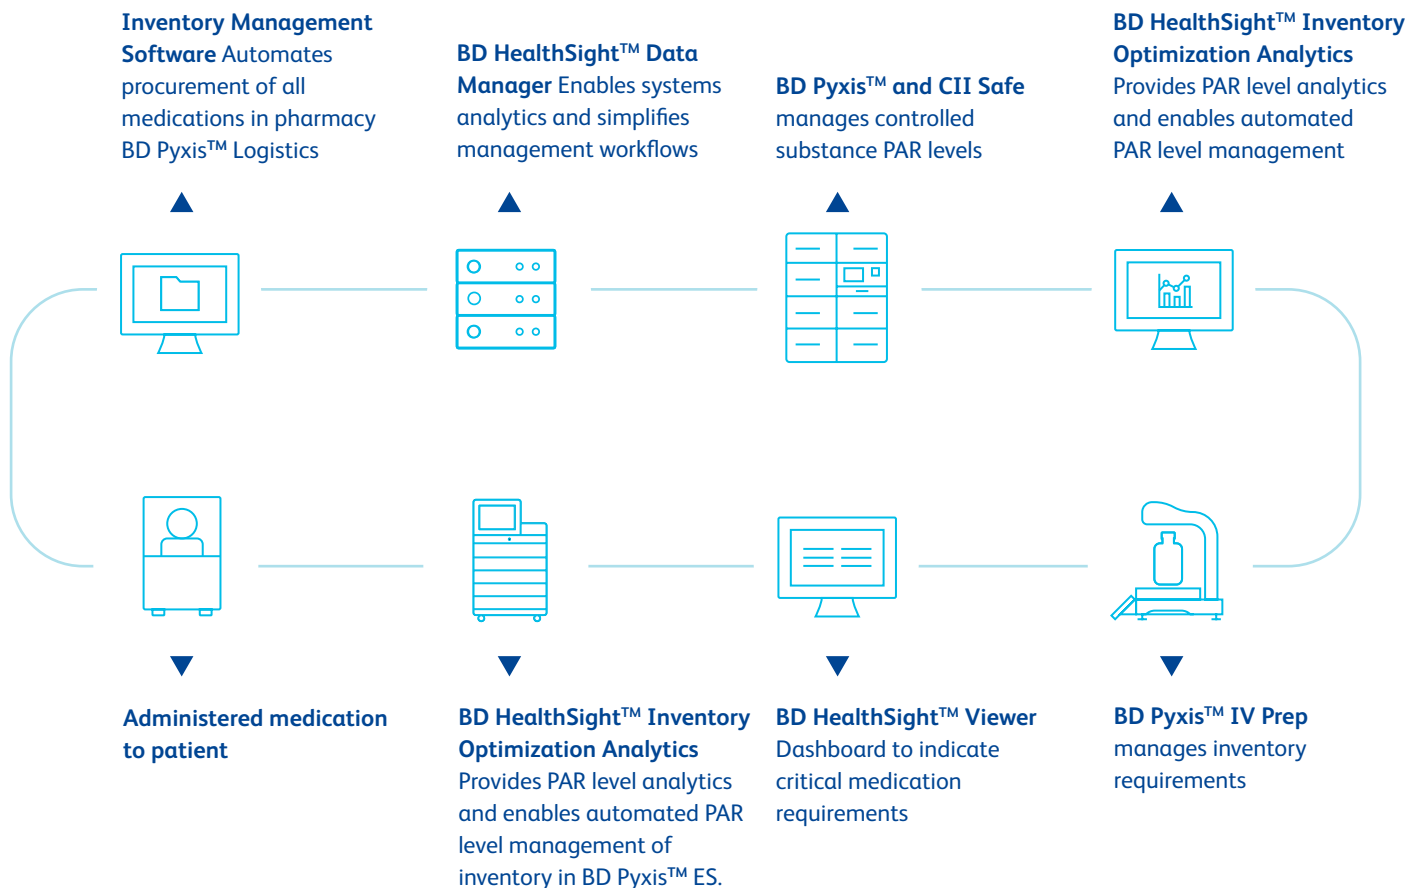 Inventory Management
Software Automates
procurement of all
medications in pharmacy
BD Pyxis™ Logistics
BD HealthSight™ Data
Manager Enables systems
analytics and simplifies
management workflows
BD Pyxis™ and CII Safe
manages controlled
substance PAR levels
BD HealthSight™ Inventory
Optimization Analytics
Provides PAR level analytics
and enables automated
PAR level management
Administered medication
to patient
BD HealthSight™ Inventory
Optimization Analytics
Provides PAR level analytics
and enables automated PAR
level management of
inventory in BD Pyxis™ ES.
BD HealthSight™ Viewer
Dashboard to indicate
critical medication
requirements
BD Pyxis™ IV Prep
manages inventory
requirements